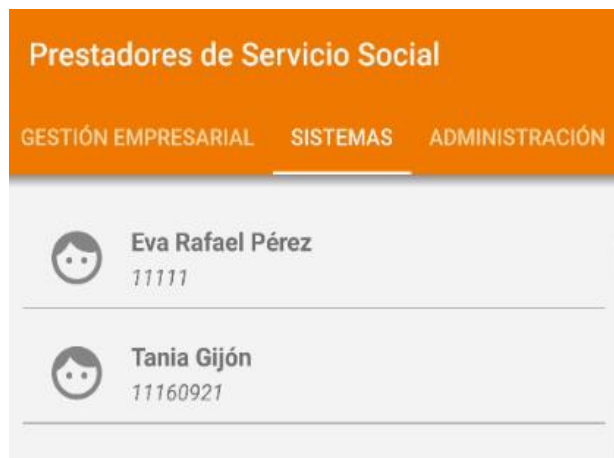 Prestadores de Servicio Social
GESTIÓN EMPRESARIAL SISTEMAS ADMINISTRACIÓN
Eva Rafael Pérez
11111
Tania Gijón
11160921